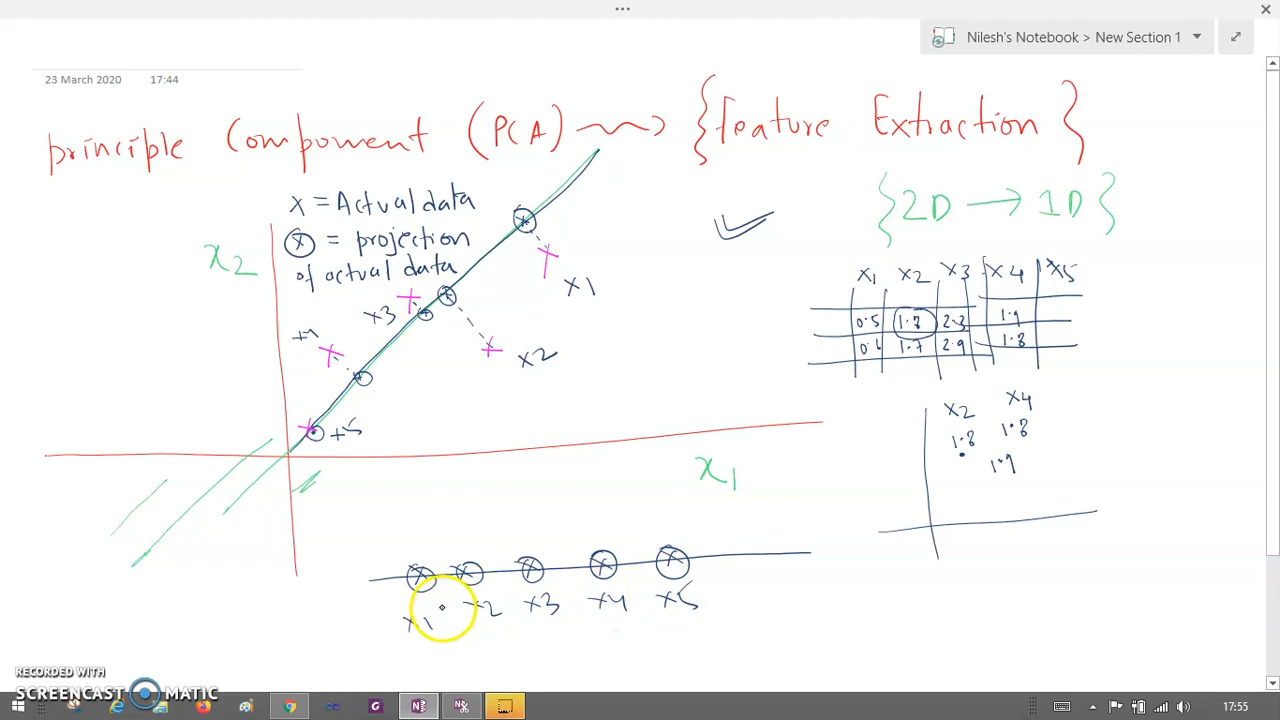 Nilesh's Notebook > New Section 1
23 March 2020 17:44
principle Component (PCA) {feature Extraction}
x = Actual data
{2D → 1D}
ⓧ = projection
of actual data
x2
x1
x3
x2
+5
x1
x1 x2 x3 x4 x5
0.5 1.8 2.3 1.9
0.6 1.7 2.9 1.8
x2 x4
1.8 1.8
1.9
x1 x2 x3 x4 x5
RECORDED WITH
SCREENCAST MATIC
17:55